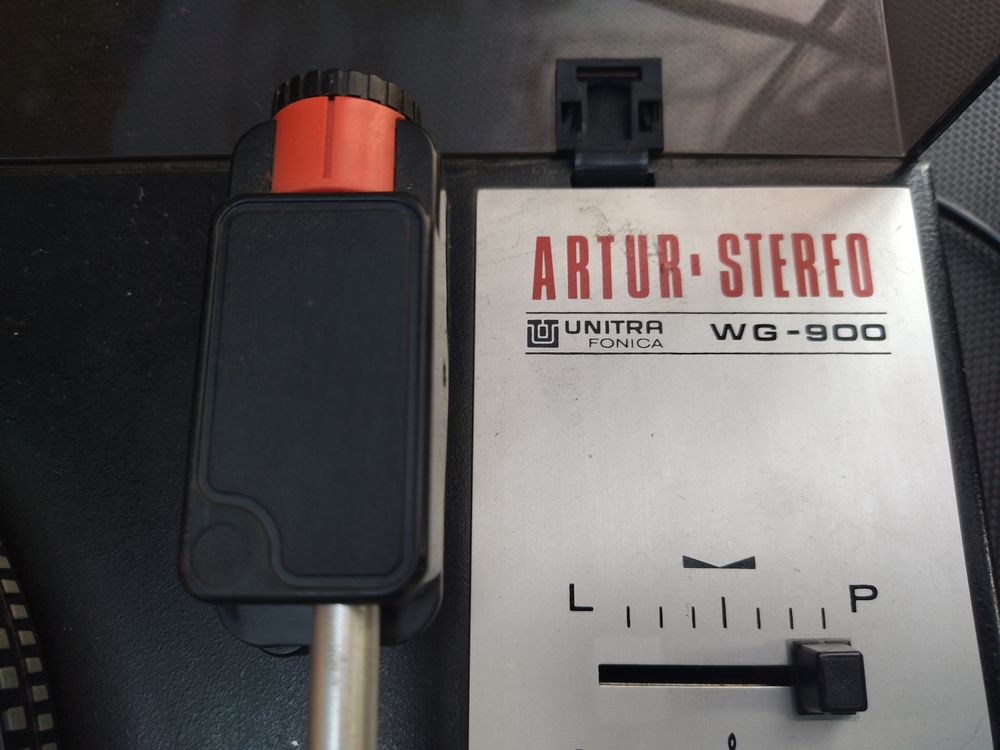 ARTUR·STEREO
UNITRA WG-900
FONICA
L P